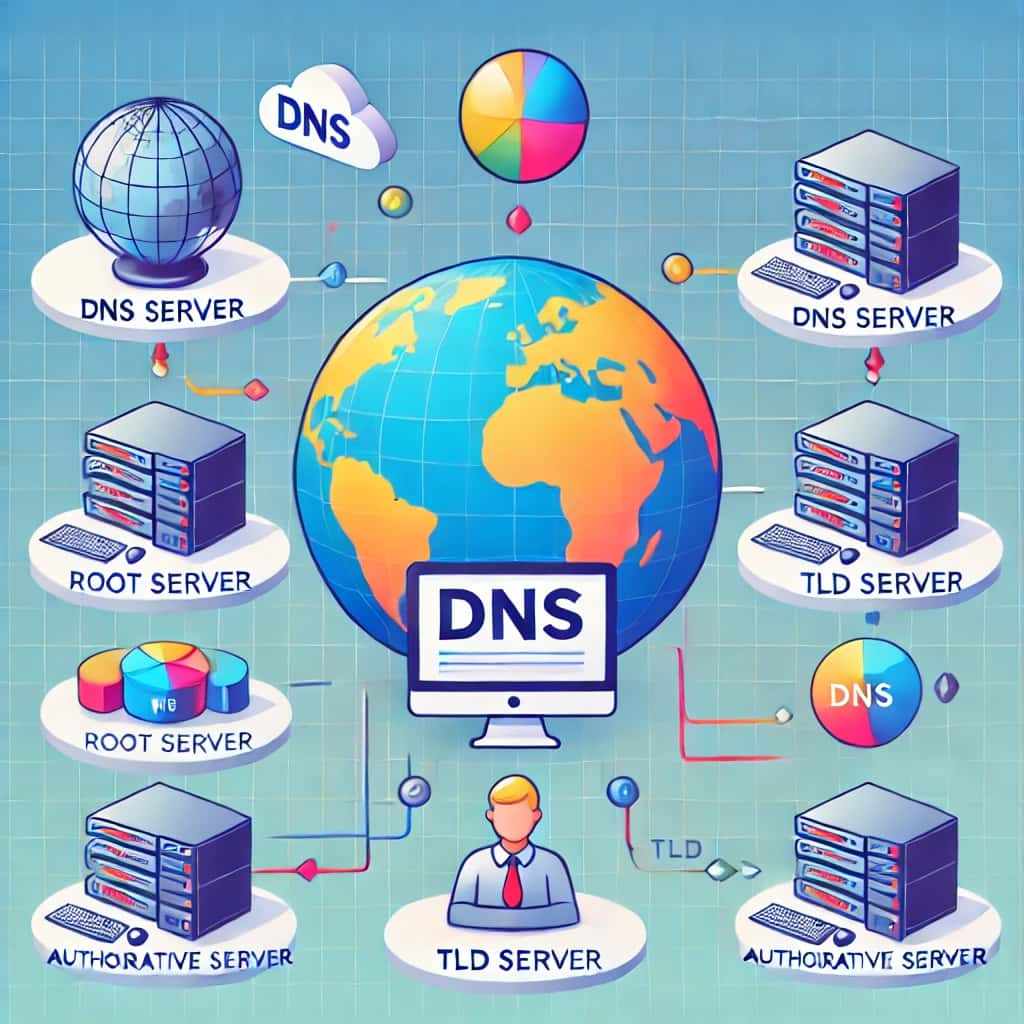 DNS
DNS SERVER
DNS SERVER
ROOT SERVER
TLD SERVER
DNS
DNS
ROOT SERVER
TLD
AUTHORATIVE SERVER
TLD SERVER
AUTHOIRATIVE SERVER